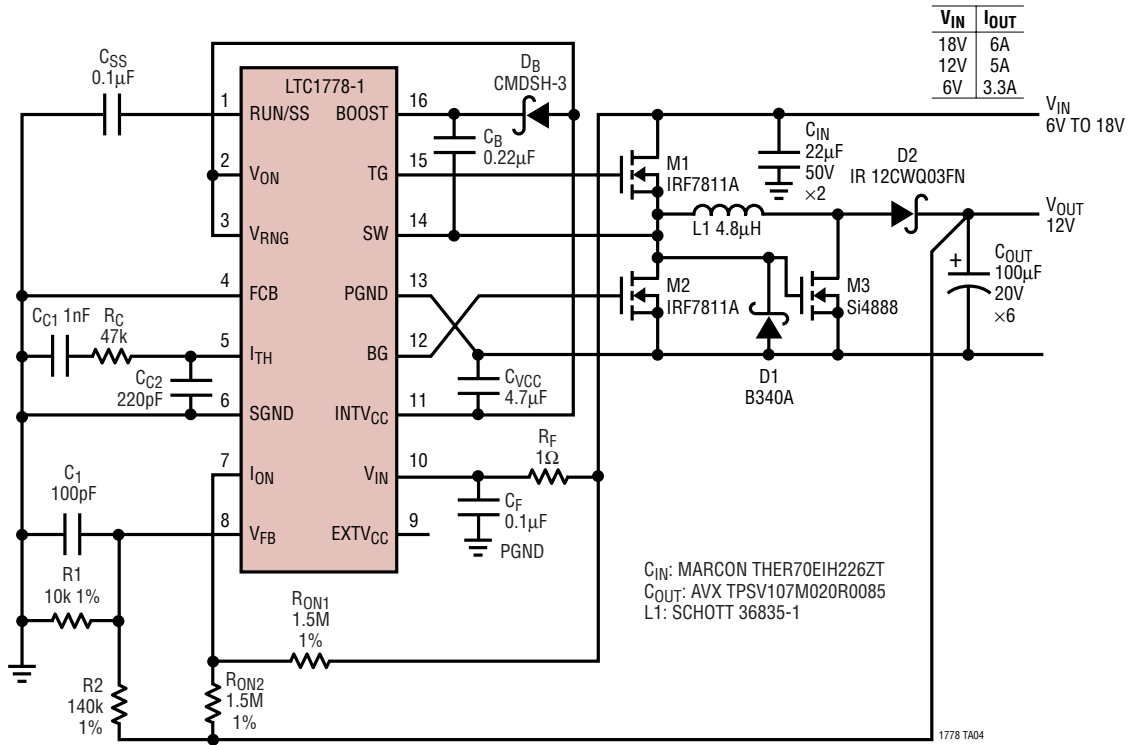 VIN IOUT
18V 6A
12V 5A
6V 3.3A
CSS
0.1µF
LTC1778-1
DB
CMDSH-3
1 RUN/SS BOOST 16
2 VON TG 15
3 VRNG SW 14
4 FCB PGND 13
5 ITH BG 12
6 SGND INTVCC 11
7 ION VIN 10
8 VFB EXTVCC 9
CB
0.22µF
M1
IRF7811A
CIN
22µF
50V
×2
VIN
6V TO 18V
D2
IR 12CWQ03FN
VOUT
12V
L1 4.8µH
COUT
+
100µF
20V
×6
M2
IRF7811A
M3
Si4888
D1
B340A
CC1 1nF
RC
47k
CC2
220pF
CVCC
4.7µF
RF
1Ω
CF
0.1µF
PGND
C1
100pF
R1
10k 1%
RON1
1.5M
1%
RON2
1.5M
1%
R2
140k
1%
CIN: MARCON THER70EIH226ZT
COUT: AVX TPSV107M020R0085
L1: SCHOTT 36835-1
1778 TA04